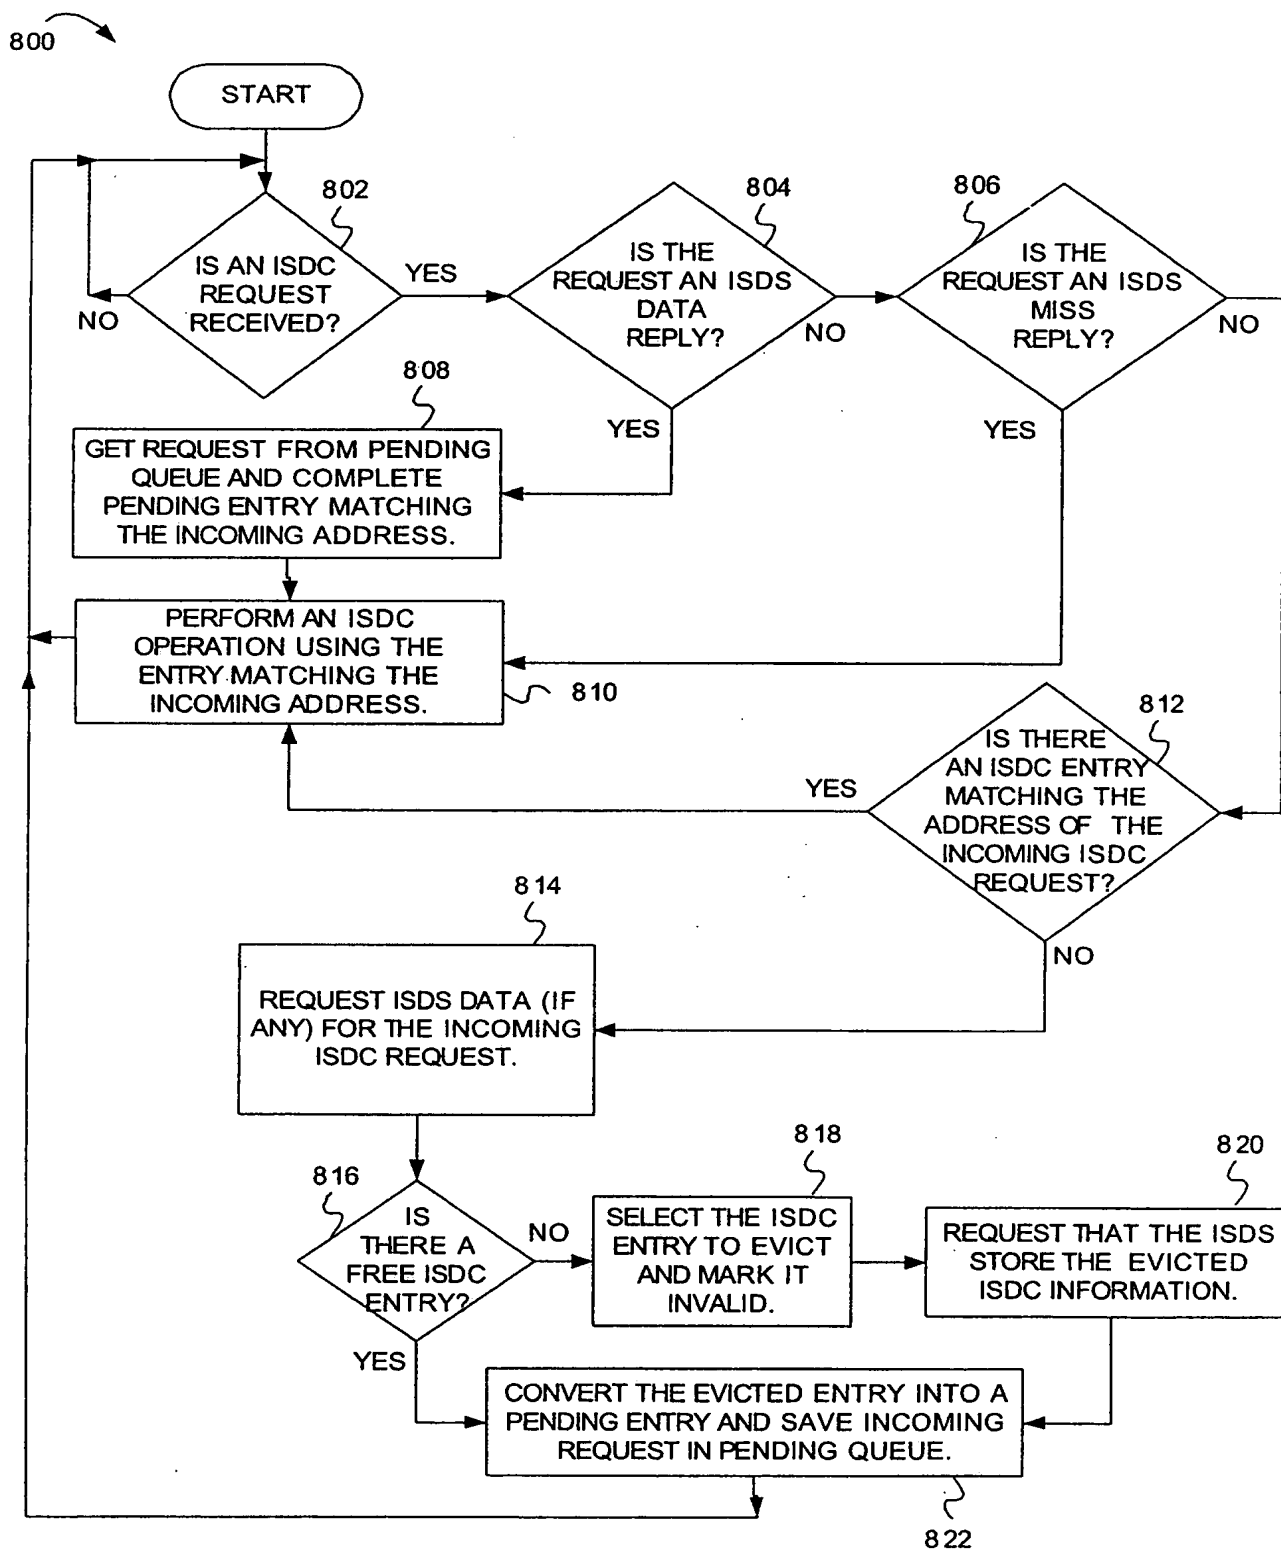 800
START
802
IS AN ISDC
REQUEST
RECEIVED?
YES
NO
804
IS THE
REQUEST AN ISDS
DATA
REPLY?
NO
YES
806
IS THE
REQUEST AN ISDS
MISS
REPLY?
NO
YES
808
GET REQUEST FROM PENDING
QUEUE AND COMPLETE
PENDING ENTRY MATCHING
THE INCOMING ADDRESS.
PERFORM AN ISDC
OPERATION USING THE
ENTRY MATCHING THE
INCOMING ADDRESS.
810
812
IS THERE
AN ISDC ENTRY
MATCHING THE
ADDRESS OF THE
INCOMING ISDC
REQUEST?
YES
NO
814
REQUEST ISDS DATA (IF
ANY) FOR THE INCOMING
ISDC REQUEST.
816
IS
THERE A
FREE ISDC
ENTRY?
NO
YES
818
SELECT THE ISDC
ENTRY TO EVICT
AND MARK IT
INVALID.
820
REQUEST THAT THE ISDS
STORE THE EVICTED
ISDC INFORMATION.
CONVERT THE EVICTED ENTRY INTO A
PENDING ENTRY AND SAVE INCOMING
REQUEST IN PENDING QUEUE.
822